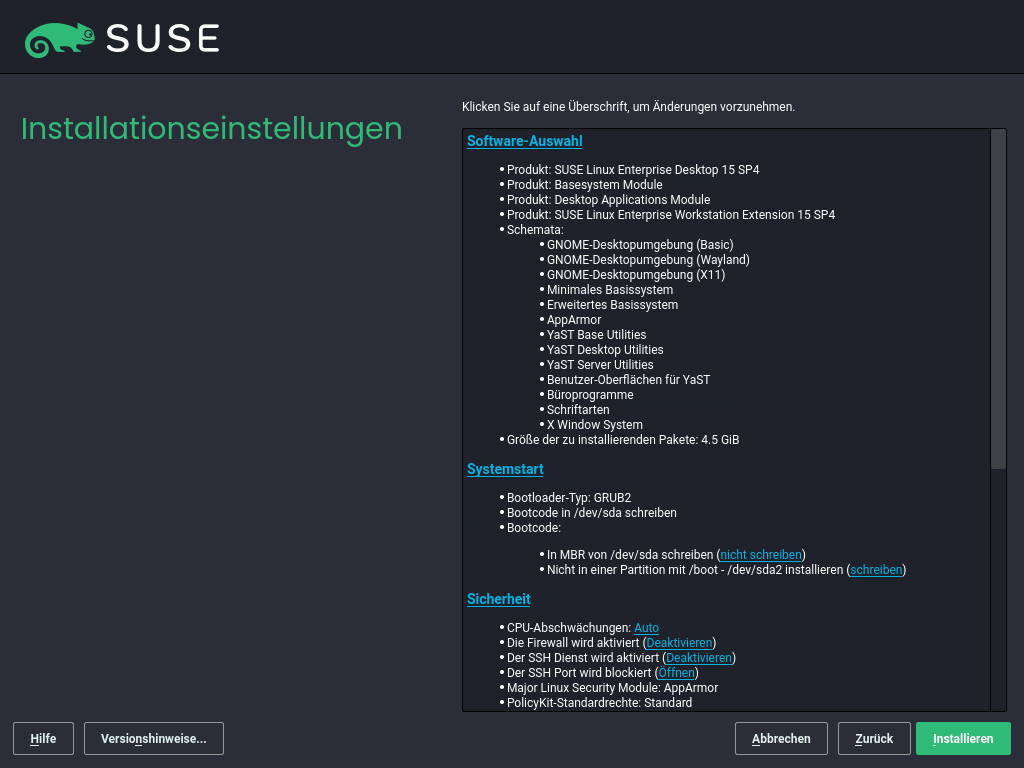 SUSE
Installationseinstellungen
Klicken Sie auf eine Überschrift, um Änderungen vorzunehmen.
Software-Auswahl
• Produkt: SUSE Linux Enterprise Desktop 15 SP4
• Produkt: Basesystem Module
• Produkt: Desktop Applications Module
• Produkt: SUSE Linux Enterprise Workstation Extension 15 SP4
• Schemata:
• GNOME-Desktopumgebung (Basic)
• GNOME-Desktopumgebung (Wayland)
• GNOME-Desktopumgebung (X11)
• Minimales Basissystem
• Erweitertes Basissystem
• AppArmor
• YaST Base Utilities
• YaST Desktop Utilities
• YaST Server Utilities
• Benutzer-Oberflächen für YaST
• Büroprogramme
• Schriftarten
• X Window System
• Größe der zu installierenden Pakete: 4.5 GiB
Systemstart
• Bootloader-Typ: GRUB2
• Bootcode in /dev/sda schreiben
• Bootcode:
• In MBR von /dev/sda schreiben (nicht schreiben)
• Nicht in einer Partition mit /boot - /dev/sda2 installieren (schreiben)
Sicherheit
• CPU-Abschwächungen: Auto
• Die Firewall wird aktiviert (Deaktivieren)
• Der SSH Dienst wird aktiviert (Deaktivieren)
• Der SSH Port wird blockiert (Öffnen)
• Major Linux Security Module: AppArmor
• PolicyKit-Standardrechte: Standard
Hilfe Versionshinweise... Abbrechen Zurück Installieren